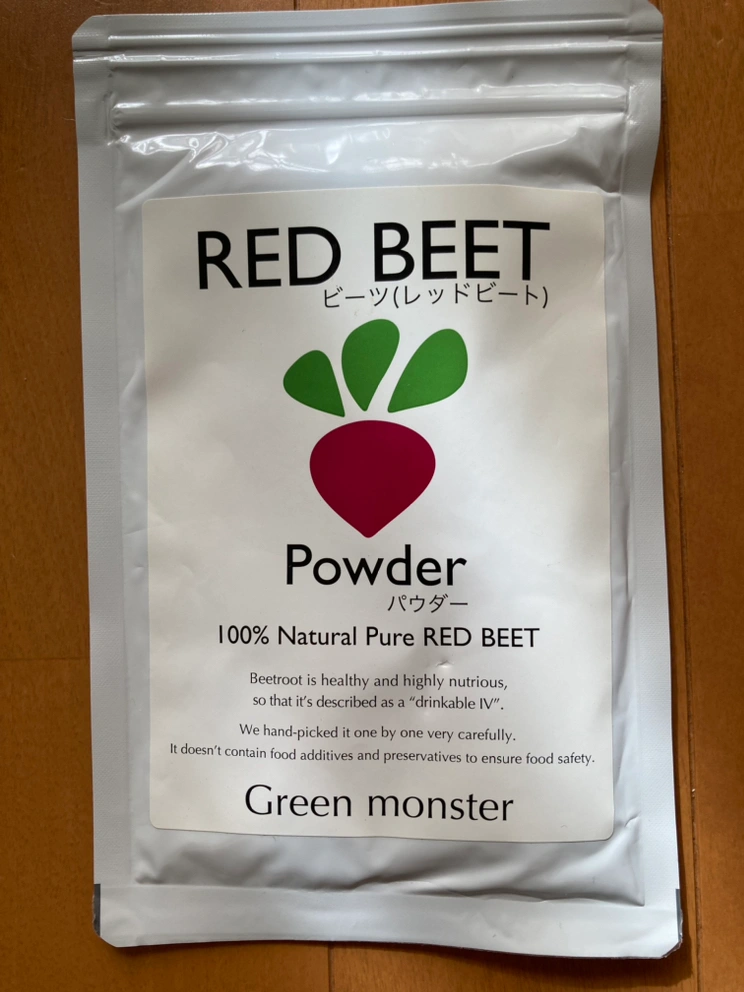 RED BEET
ビーツ(レッドビート)
Powder
パウダー
100% Natural Pure RED BEET
Beetroot is healthy and highly nutrious,
so that it's described as a “drinkable IV”.
We hand-picked it one by one very carefully.
It doesn't contain food additives and preservatives to ensure food safety.
Green monster